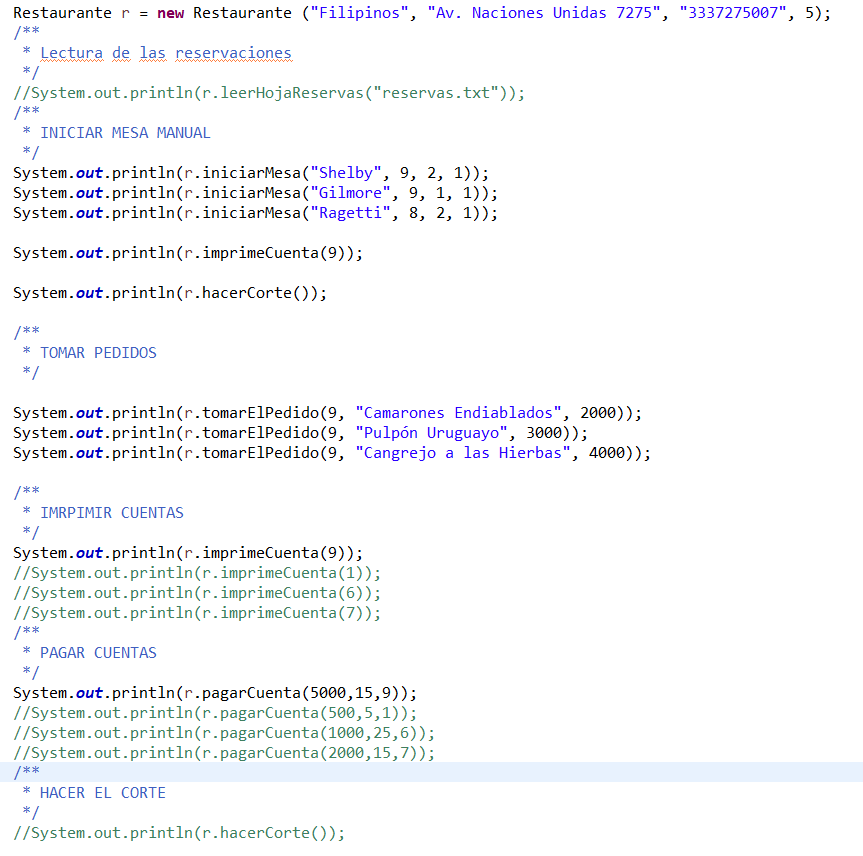 Restaurante r = new Restaurante ("Filipinos", "Av. Naciones Unidas 7275", "3337275007", 5);
/**
 * Lectura de las reservaciones
 */
//System.out.println(r.leerHojaReservas("reservas.txt"));
/**
 * INICIAR MESA MANUAL
 */
System.out.println(r.iniciarMesa("Shelby", 9, 2, 1));
System.out.println(r.iniciarMesa("Gilmore", 9, 1, 1));
System.out.println(r.iniciarMesa("Ragetti", 8, 2, 1));

System.out.println(r.imprimeCuenta(9));

System.out.println(r.hacerCorte());

/**
 * TOMAR PEDIDOS
 */

System.out.println(r.tomarElPedido(9, "Camarones Endiablados", 2000));
System.out.println(r.tomarElPedido(9, "Pulpón Uruguayo", 3000));
System.out.println(r.tomarElPedido(9, "Cangrejo a las Hierbas", 4000));

/**
 * IMRPIMIR CUENTAS
 */
System.out.println(r.imprimeCuenta(9));
//System.out.println(r.imprimeCuenta(1));
//System.out.println(r.imprimeCuenta(6));
//System.out.println(r.imprimeCuenta(7));
/**
 * PAGAR CUENTAS
 */
System.out.println(r.pagarCuenta(5000,15,9));
//System.out.println(r.pagarCuenta(500,5,1));
//System.out.println(r.pagarCuenta(1000,25,6));
//System.out.println(r.pagarCuenta(2000,15,7));
/**
 * HACER EL CORTE
 */
//System.out.println(r.hacerCorte());